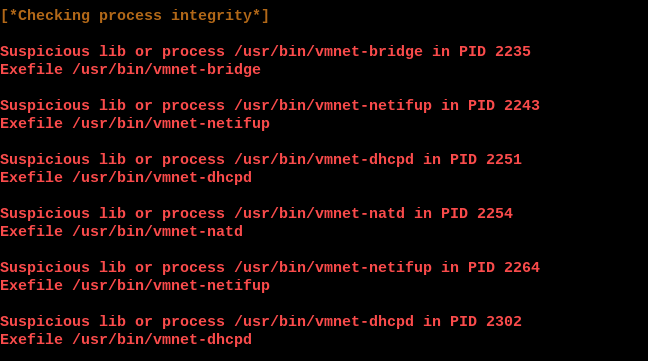 [*Checking process integrity*]
Suspicious lib or process /usr/bin/vmnet-bridge in PID 2235
Exefile /usr/bin/vmnet-bridge
Suspicious lib or process /usr/bin/vmnet-netifup in PID 2243
Exefile /usr/bin/vmnet-netifup
Suspicious lib or process /usr/bin/vmnet-dhcpd in PID 2251
Exefile /usr/bin/vmnet-dhcpd
Suspicious lib or process /usr/bin/vmnet-natd in PID 2254
Exefile /usr/bin/vmnet-natd
Suspicious lib or process /usr/bin/vmnet-netifup in PID 2264
Exefile /usr/bin/vmnet-netifup
Suspicious lib or process /usr/bin/vmnet-dhcpd in PID 2302
Exefile /usr/bin/vmnet-dhcpd